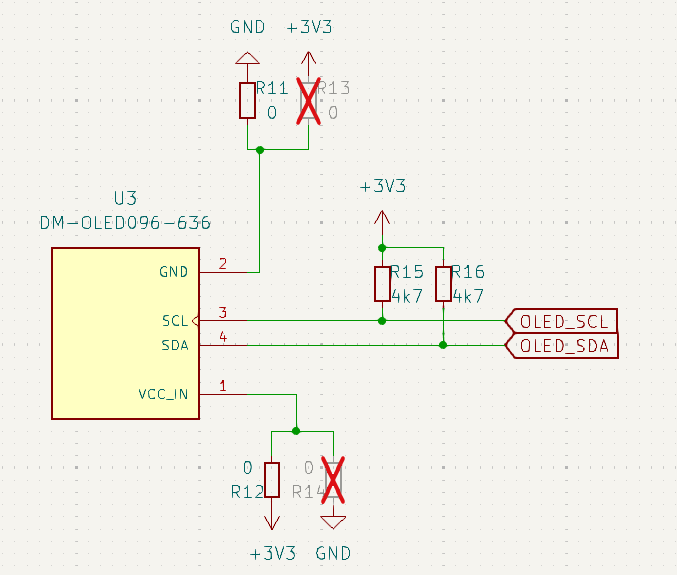 GND +3V3
R11 R13
0 0
+3V3
U3
DM-OLED096-636
R15 R16
4k7 4k7
GND 2
SCL 3 OLED_SCL
SDA 4 OLED_SDA
VCC_IN 1
0 0
R12 R14
+3V3 GND